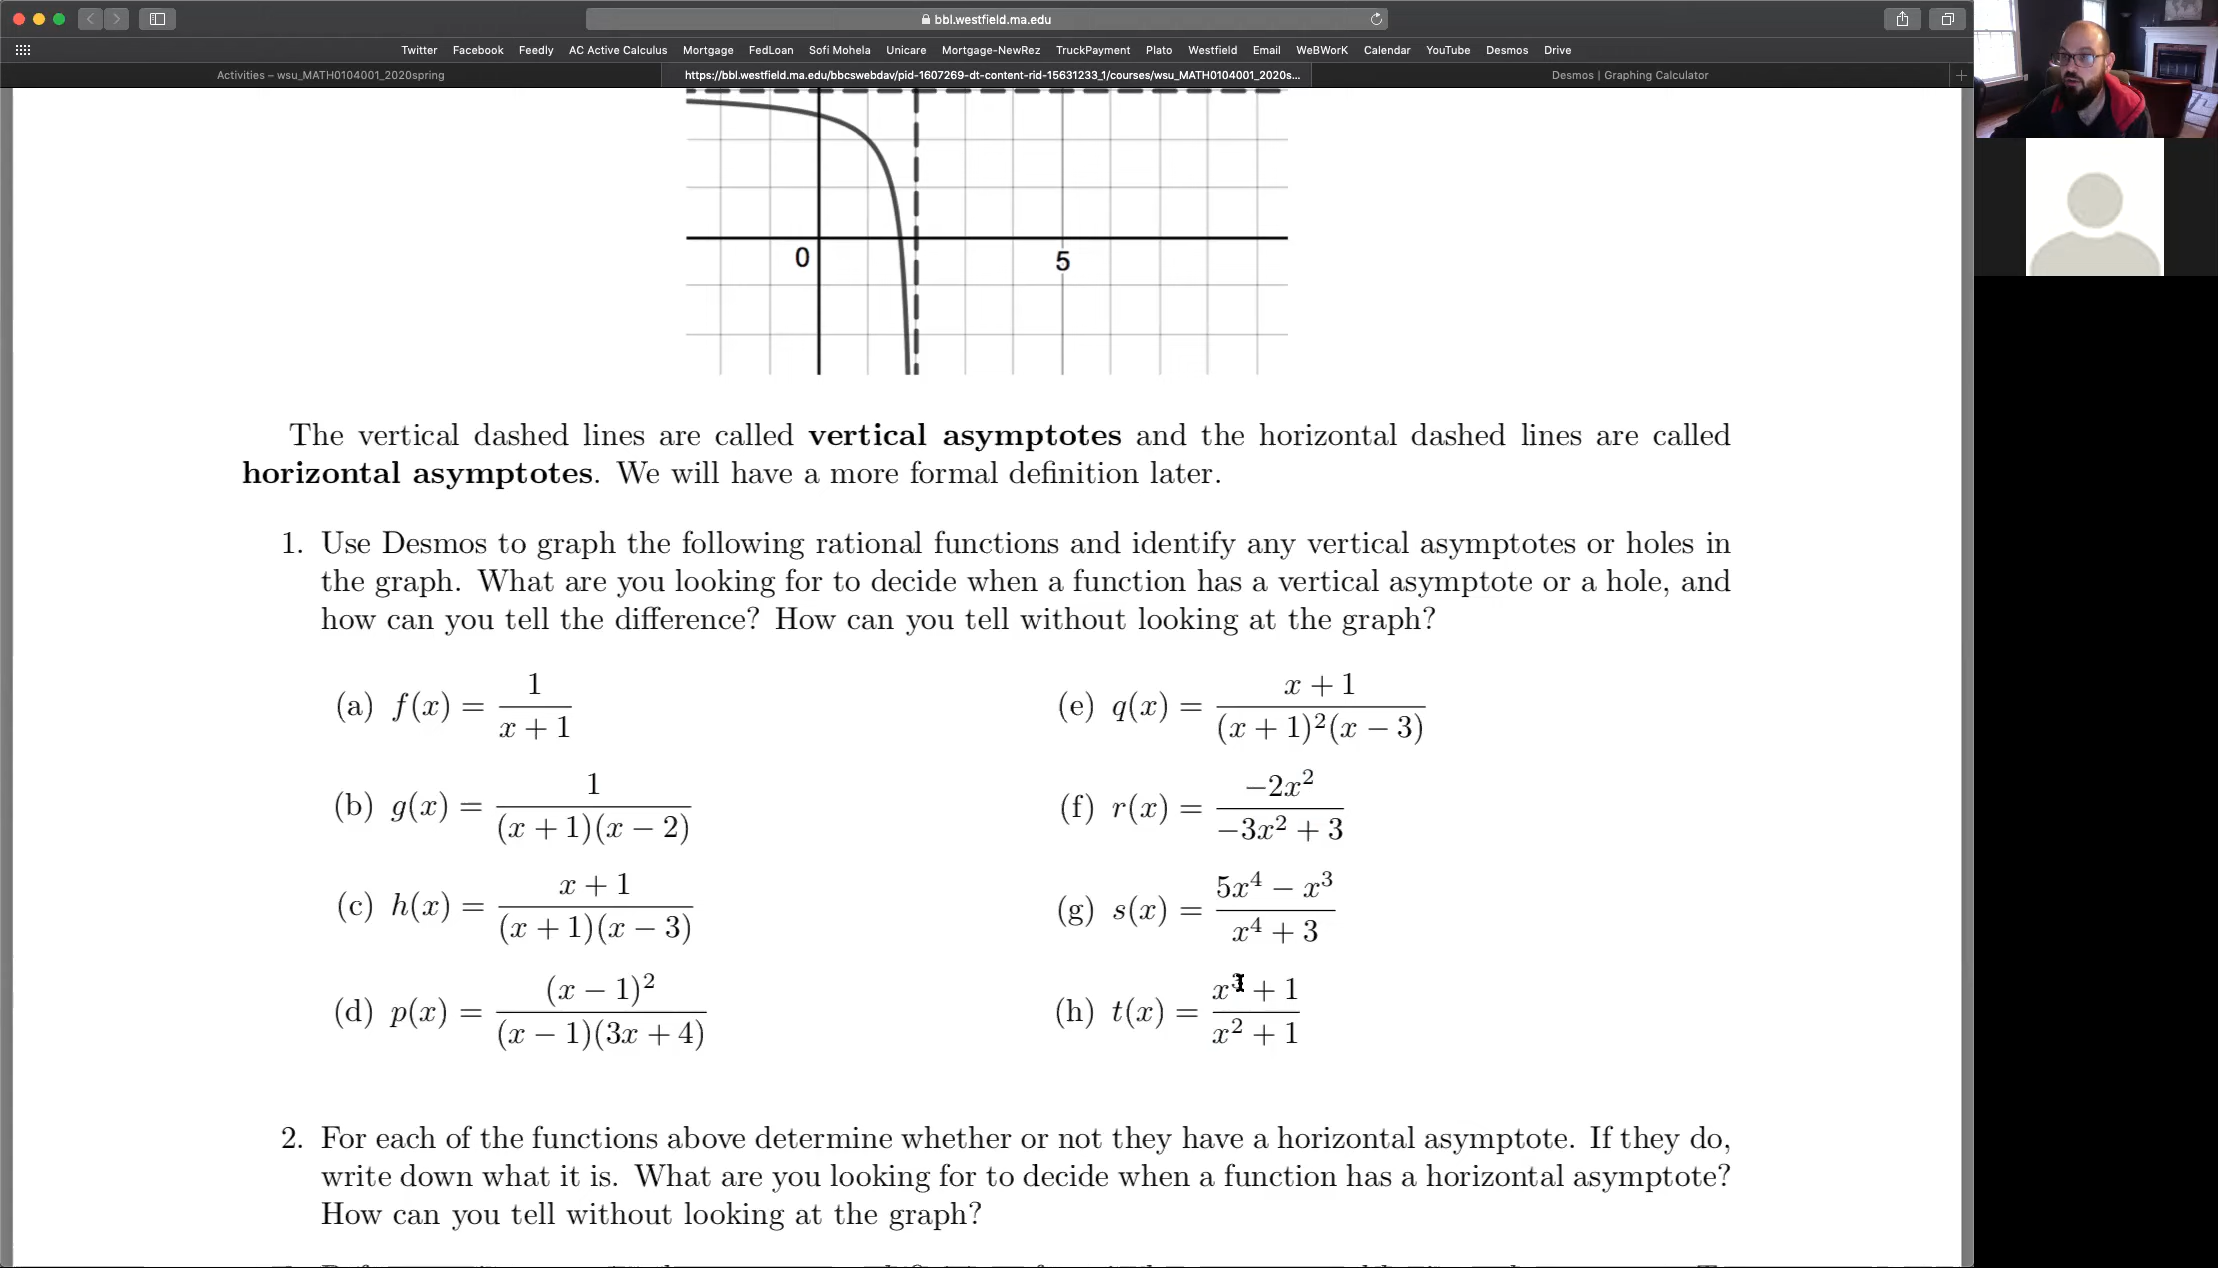 bbl.westfield.ma.edu
Twitter Facebook Feedly AC Active Calculus Mortgage FedLoan Sofi Mohela Unicare Mortgage-NewRez TruckPayment Plato Westfield Email WeBWorK Calendar YouTube Desmos Drive
Activities – wsu_MATH0104001_2020spring https://bbl.westfield.ma.edu/bbcswebdav/pid-1607269-dt-content-rid-15631233_1/courses/wsu_MATH0104001_2020s... Desmos | Graphing Calculator
0 5
The vertical dashed lines are called vertical asymptotes and the horizontal dashed lines are called
horizontal asymptotes. We will have a more formal definition later.
1. Use Desmos to graph the following rational functions and identify any vertical asymptotes or holes in
the graph. What are you looking for to decide when a function has a vertical asymptote or a hole, and
how can you tell the difference? How can you tell without looking at the graph?
(a) f(x) = 1 / (x + 1)
(b) g(x) = 1 / ((x + 1)(x − 2))
(c) h(x) = (x + 1) / ((x + 1)(x − 3))
(d) p(x) = (x − 1)² / ((x − 1)(3x + 4))
(e) q(x) = (x + 1) / ((x + 1)²(x − 3))
(f) r(x) = −2x² / (−3x² + 3)
(g) s(x) = (5x⁴ − x³) / (x⁴ + 3)
(h) t(x) = (x³ + 1) / (x² + 1)
2. For each of the functions above determine whether or not they have a horizontal asymptote. If they do,
write down what it is. What are you looking for to decide when a function has a horizontal asymptote?
How can you tell without looking at the graph?